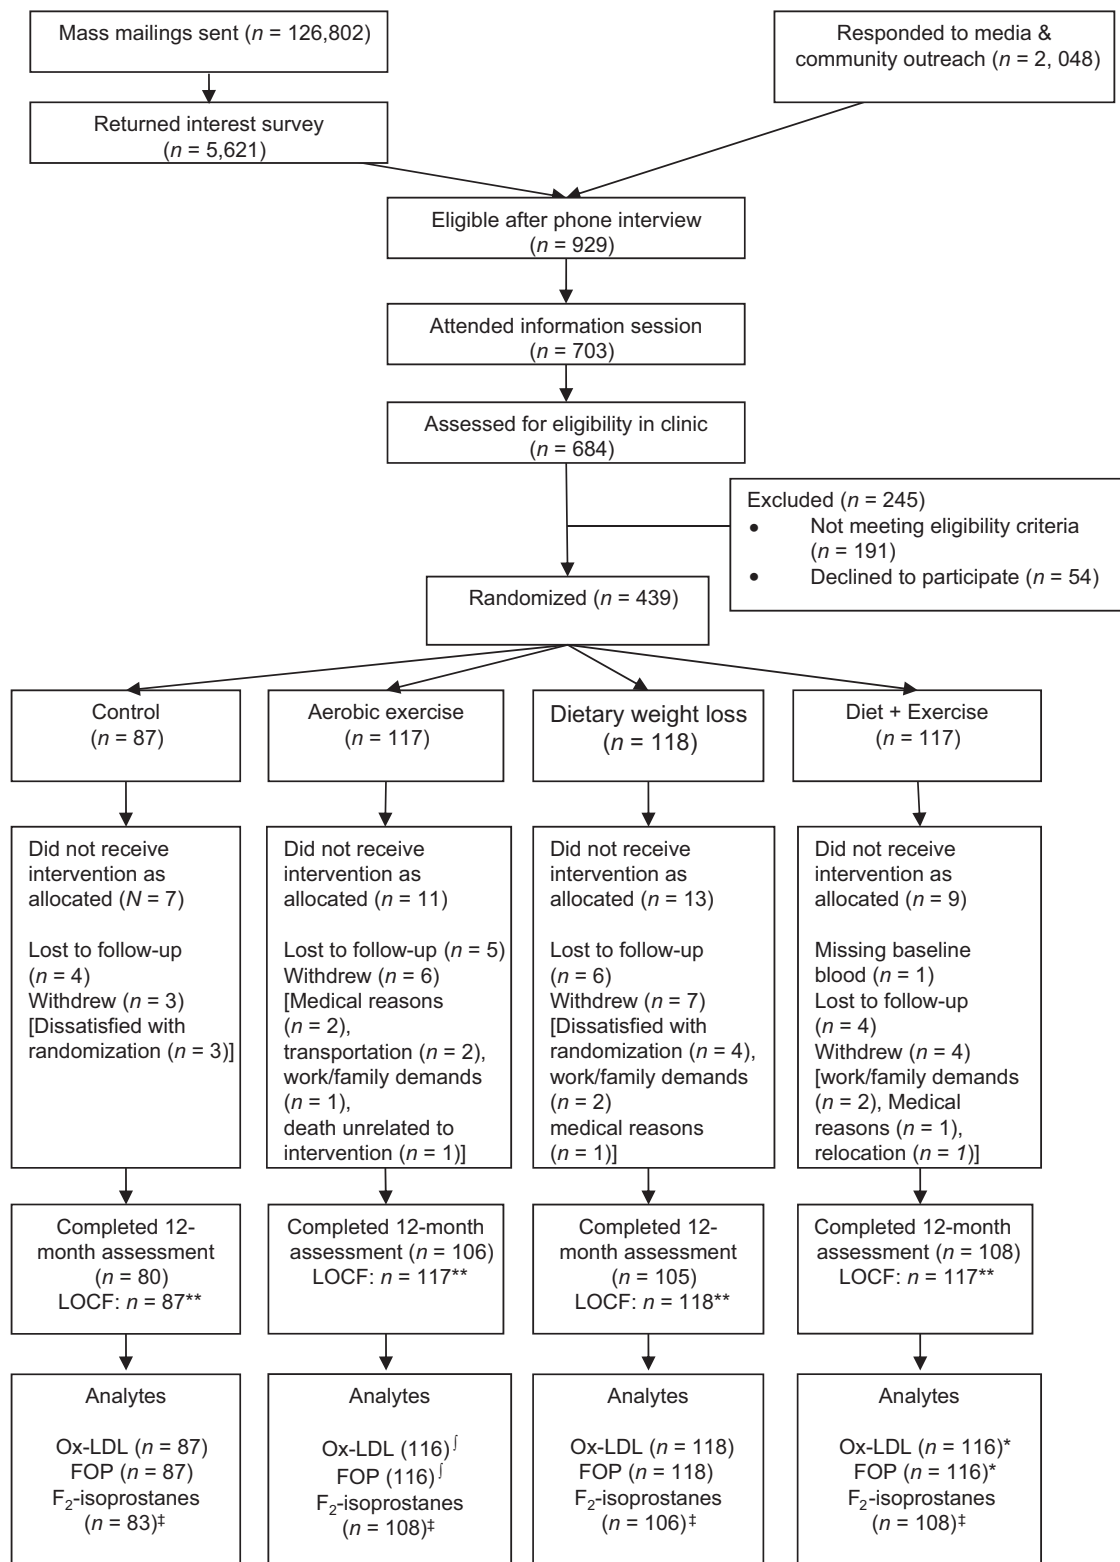 Mass mailings sent (n = 126,802)
Responded to media &
community outreach (n = 2, 048)
Returned interest survey
(n = 5,621)
Eligible after phone interview
(n = 929)
Attended information session
(n = 703)
Assessed for eligibility in clinic
(n = 684)
Excluded (n = 245)
• Not meeting eligibility criteria
(n = 191)
• Declined to participate (n = 54)
Randomized (n = 439)
Control
(n = 87)
Aerobic exercise
(n = 117)
Dietary weight loss
(n = 118)
Diet + Exercise
(n = 117)
Did not receive
intervention as
allocated (N = 7)
Lost to follow-up
(n = 4)
Withdrew (n = 3)
[Dissatisfied with
randomization (n = 3)]
Did not receive
intervention as
allocated (n = 11)
Lost to follow-up (n = 5)
Withdrew (n = 6)
[Medical reasons
(n = 2),
transportation (n = 2),
work/family demands
(n = 1),
death unrelated to
intervention (n = 1)]
Did not receive
intervention as
allocated (n = 13)
Lost to follow-up
(n = 6)
Withdrew (n = 7)
[Dissatisfied with
randomization (n = 4),
work/family demands
(n = 2)
medical reasons
(n = 1)]
Did not receive
intervention as
allocated (n = 9)
Missing baseline
blood (n = 1)
Lost to follow-up
(n = 4)
Withdrew (n = 4)
[work/family demands
(n = 2), Medical
reasons (n = 1),
relocation (n = 1)]
Completed 12-
month assessment
(n = 80)
LOCF: n = 87**
Completed 12-month
assessment (n = 106)
LOCF: n = 117**
Completed 12-
month assessment
(n = 105)
LOCF: n = 118**
Completed 12-month
assessment (n = 108)
LOCF: n = 117**
Analytes
Ox-LDL (n = 87)
FOP (n = 87)
F₂-isoprostanes
(n = 83)‡
Analytes
Ox-LDL (116)∫
FOP (116)∫
F₂-isoprostanes
(n = 108)‡
Analytes
Ox-LDL (n = 118)
FOP (n = 118)
F₂-isoprostanes
(n = 106)‡
Analytes
Ox-LDL (n = 116)*
FOP (n = 116)*
F₂-isoprostanes
(n = 108)‡